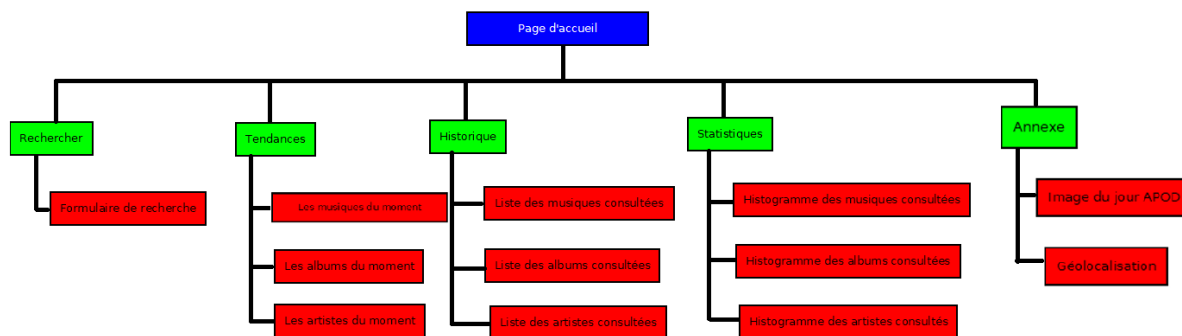 Page d'accueil
Rechercher
Tendances
Historique
Statistiques
Annexe
Formulaire de recherche
Les musiques du moment
Les albums du moment
Les artistes du moment
Liste des musiques consultées
Liste des albums consultées
Liste des artistes consultées
Histogramme des musiques consultées
Histogramme des albums consultées
Histogramme des artistes consultés
Image du jour APOD
Géolocalisation